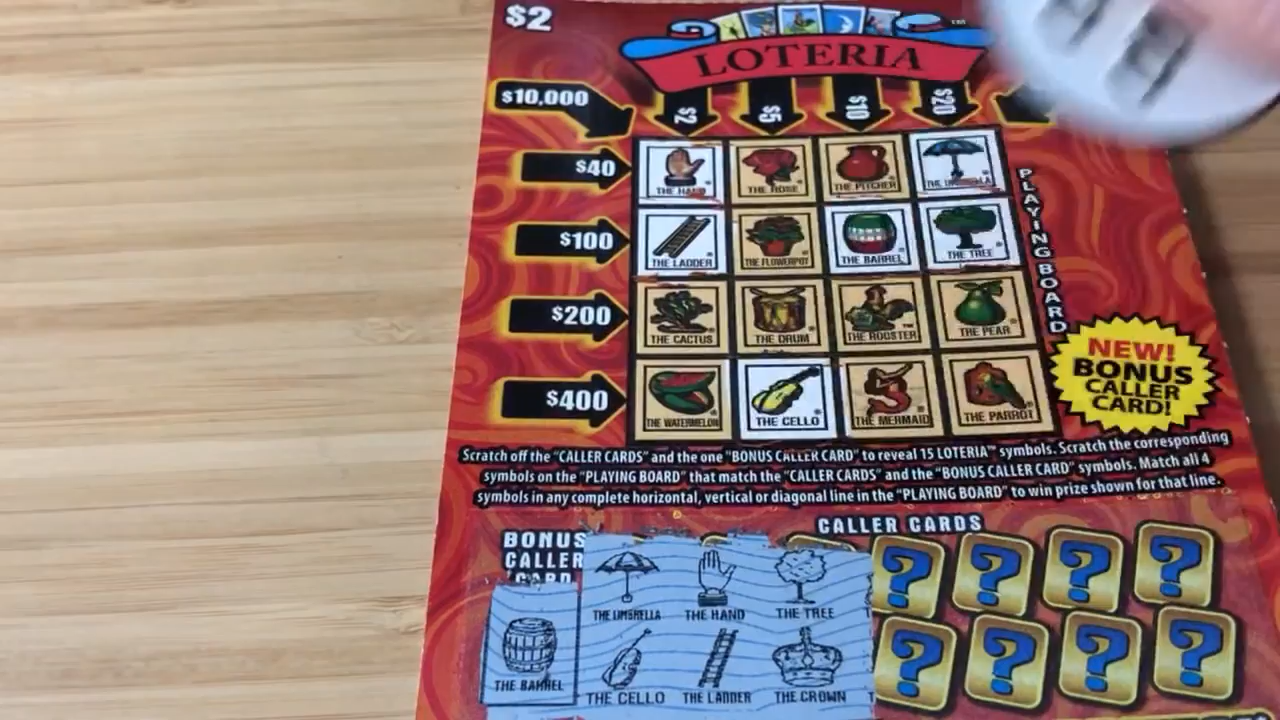 $2
LOTERIA™
$10,000
$2 $5 $10 $20
$40
THE HAND THE ROSE THE PITCHER THE UMBRELLA
$100
THE LADDER THE FLOWERPOT THE BARREL THE TREE
$200
THE CACTUS THE DRUM THE ROOSTER THE PEAR
$400
THE WATERMELON THE CELLO THE MERMAID THE PARROT
PLAYING BOARD
NEW!
BONUS
CALLER
CARD!
Scratch off the "CALLER CARDS" and the one "BONUS CALLER CARD" to reveal 15 LOTERIA™ symbols. Scratch the corresponding
symbols on the "PLAYING BOARD" that match the "CALLER CARDS" and the "BONUS CALLER CARD" symbols. Match all 4
symbols in any complete horizontal, vertical or diagonal line in the "PLAYING BOARD" to win prize shown for that line.
CALLER CARDS
BONUS
CALLER
CARD
THE BARREL
THE UMBRELLA THE HAND THE TREE
? ? ? ?
THE CELLO THE LADDER THE CROWN
? ? ? ?